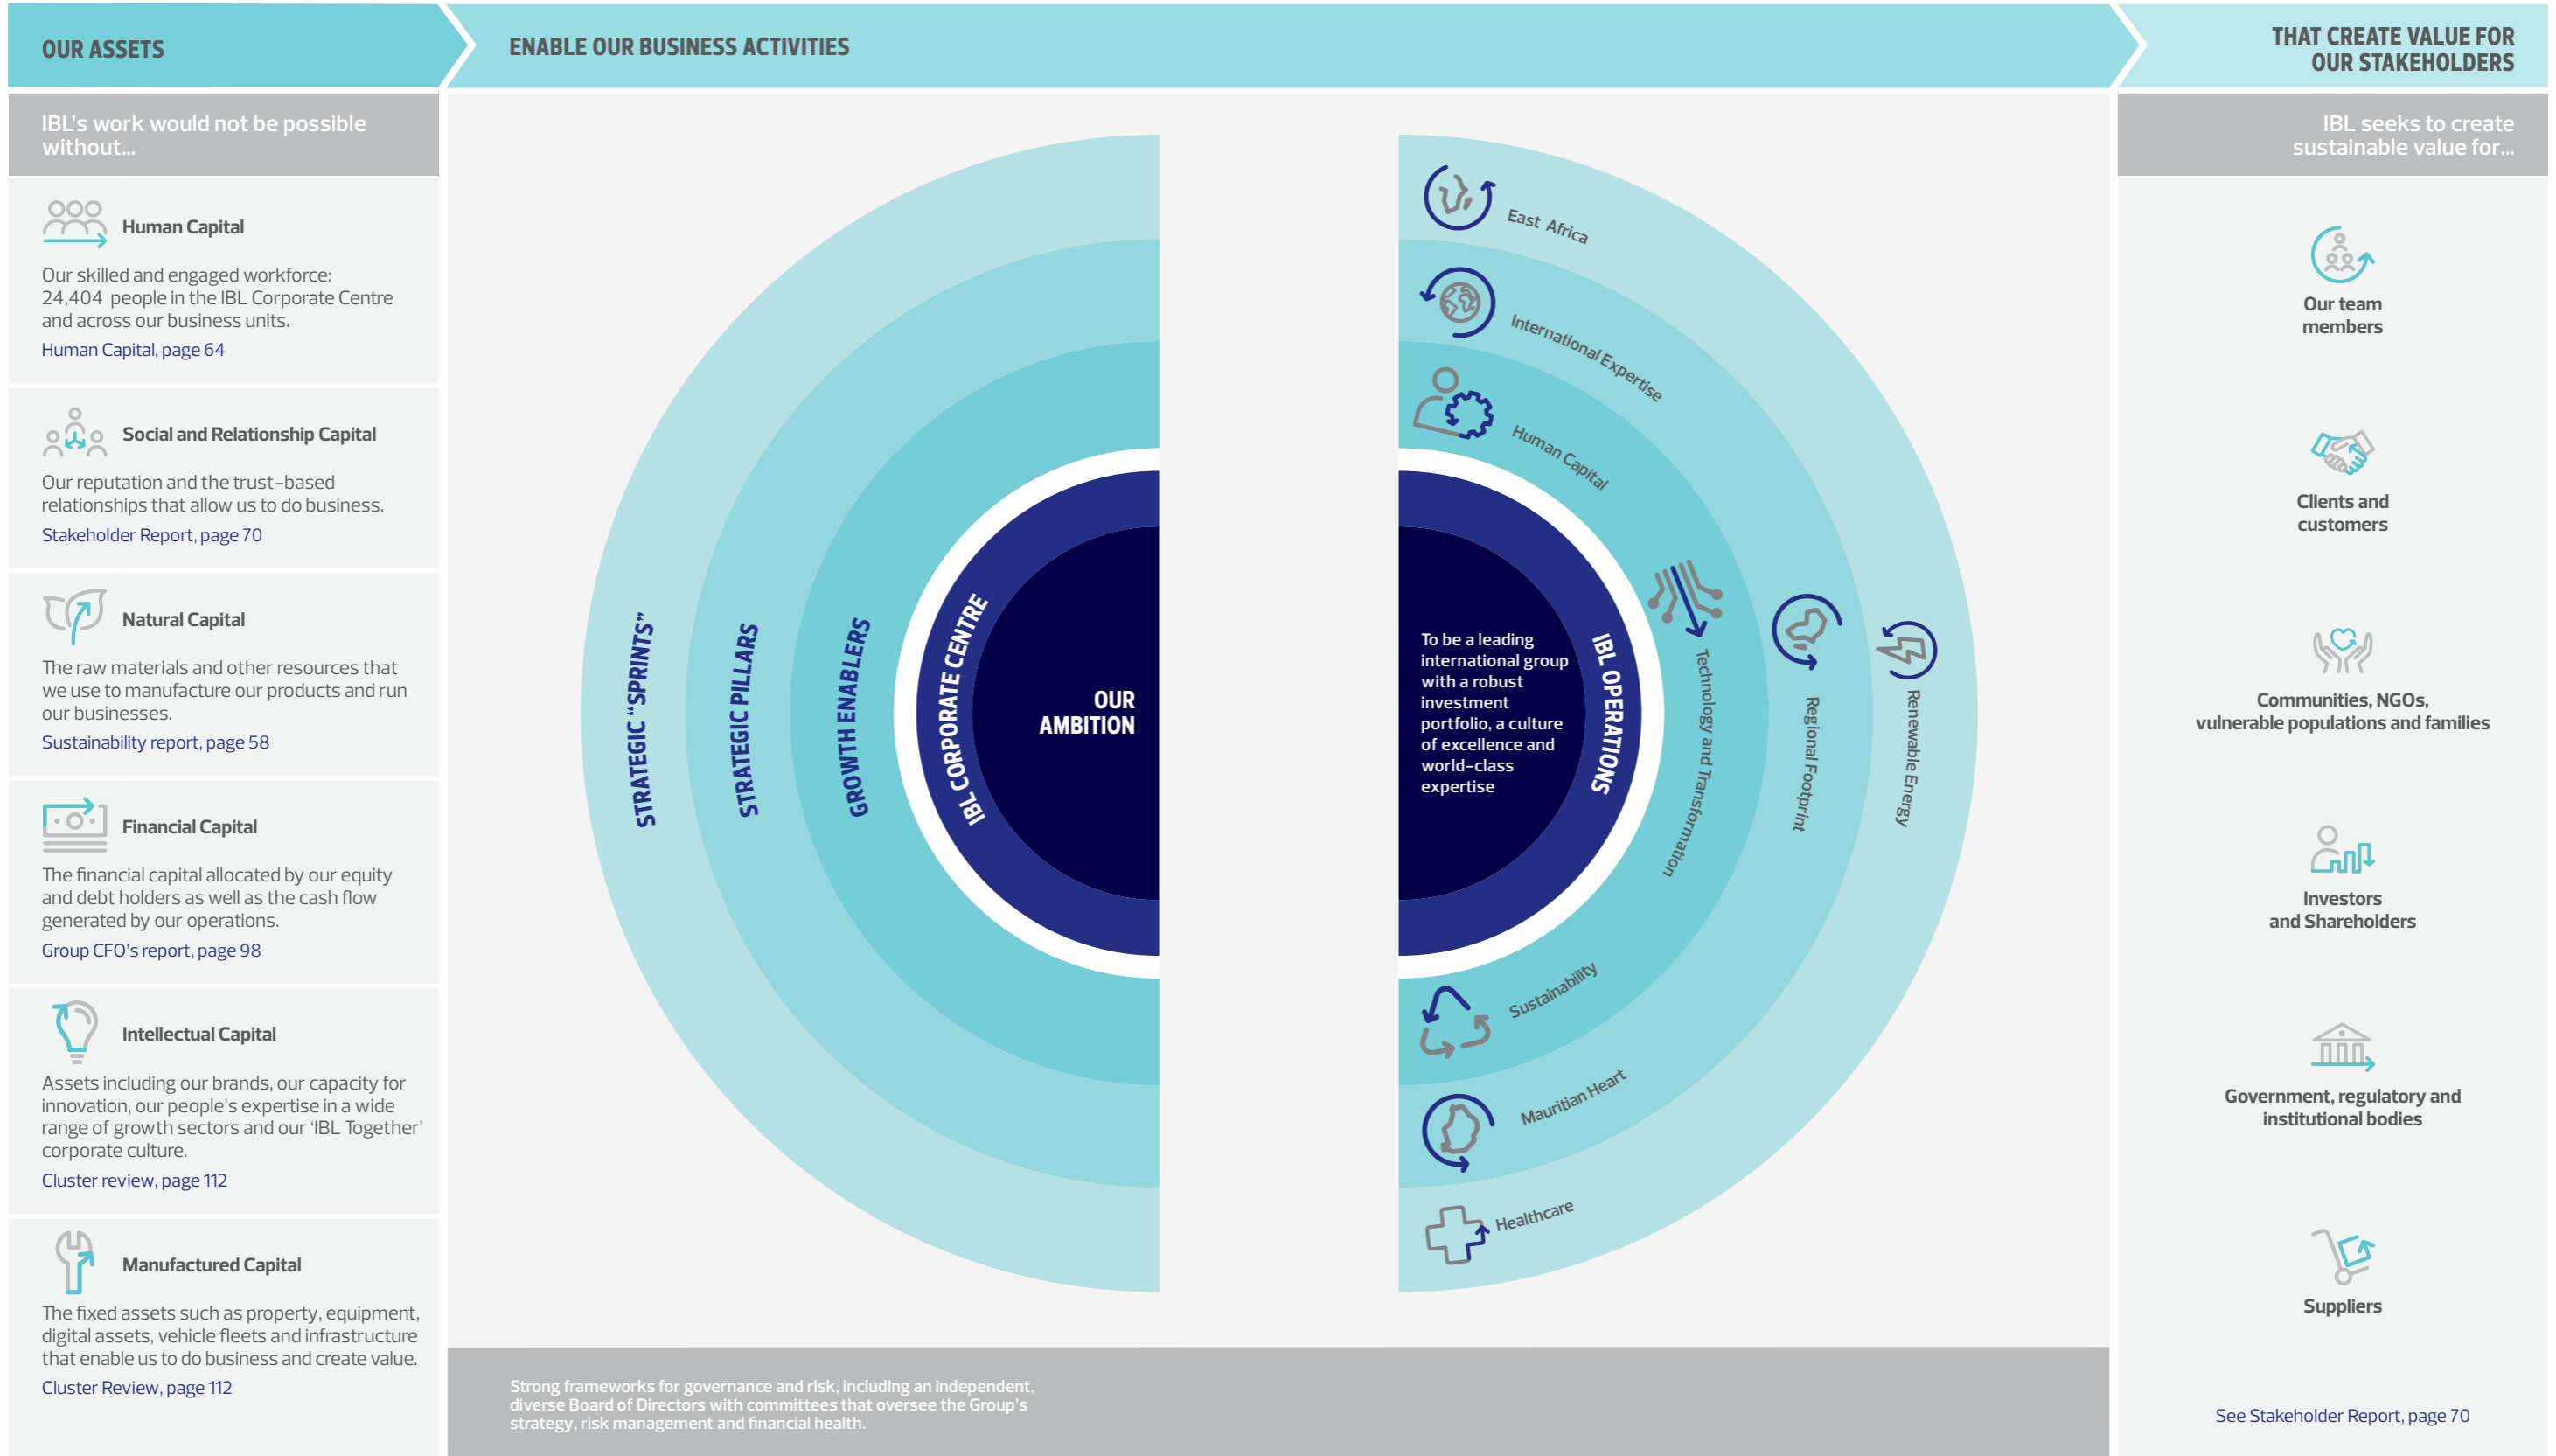 OUR ASSETS
IBL's work would not be possible
without...
Human Capital
Our skilled and engaged workforce:
24,404 people in the IBL Corporate Centre
and across our business units.
Human Capital, page 64
Social and Relationship Capital
Our reputation and the trust-based
relationships that allow us to do business.
Stakeholder Report, page 70
Natural Capital
The raw materials and other resources that
we use to manufacture our products and run
our businesses.
Sustainability report, page 58
Financial Capital
The financial capital allocated by our equity
and debt holders as well as the cash flow
generated by our operations.
Group CFO's report, page 98
Intellectual Capital
Assets including our brands, our capacity for
innovation, our people's expertise in a wide
range of growth sectors and our 'IBL Together'
corporate culture.
Cluster review, page 112
Manufactured Capital
The fixed assets such as property, equipment,
digital assets, vehicle fleets and infrastructure
that enable us to do business and create value.
Cluster Review, page 112
ENABLE OUR BUSINESS ACTIVITIES
STRATEGIC “SPRINTS”
STRATEGIC PILLARS
GROWTH ENABLERS
IBL CORPORATE CENTRE
OUR
AMBITION
To be a leading
international group
with a robust
investment
portfolio, a culture
of excellence and
world-class
expertise
IBL OPERATIONS
East Africa
International Expertise
Human Capital
Technology and Transformation
Regional Footprint
Renewable Energy
Sustainability
Mauritian Heart
Healthcare
Strong frameworks for governance and risk, including an independent,
diverse Board of Directors with committees that oversee the Group's
strategy, risk management and financial health.
THAT CREATE VALUE FOR
OUR STAKEHOLDERS
IBL seeks to create
sustainable value for...
Our team
members
Clients and
customers
Communities, NGOs,
vulnerable populations and families
Investors
and Shareholders
Government, regulatory and
institutional bodies
Suppliers
See Stakeholder Report, page 70